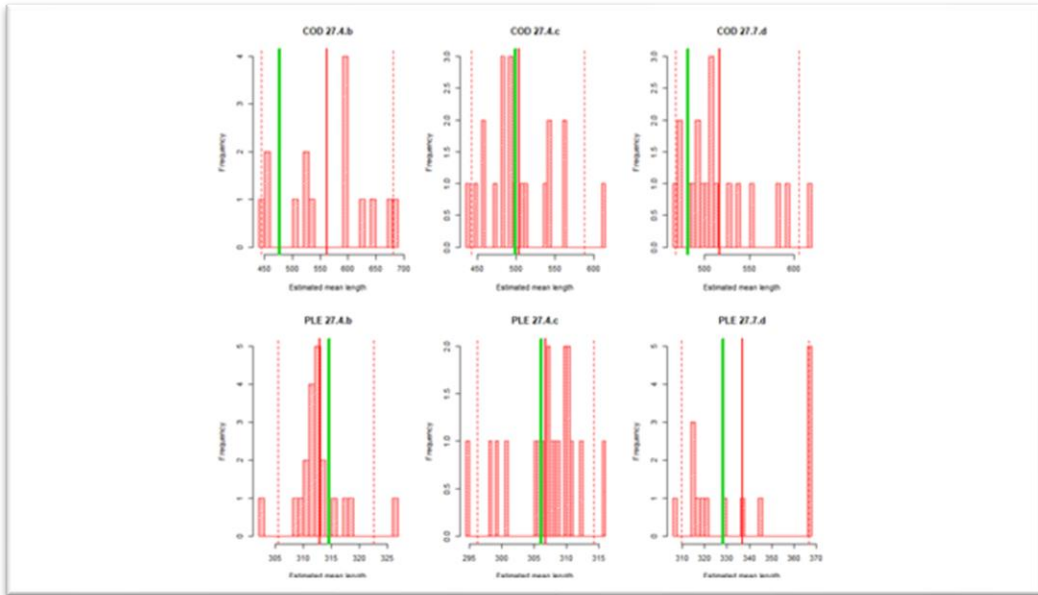 COD 27.4.b COD 27.4.c COD 27.7.d
Frequency Frequency Frequency
0 1 2 3 4
0.0 0.5 1.0 1.5 2.0 2.5 3.0
0.0 0.5 1.0 1.5 2.0 2.5 3.0
450 500 550 600 650 700
450 500 550 600
500 550 600
Estimated mean length Estimated mean length Estimated mean length
PLE 27.4.b PLE 27.4.c PLE 27.7.d
Frequency Frequency Frequency
0 1 2 3 4 5
0.0 0.5 1.0 1.5 2.0
0 1 2 3 4 5
305 310 315 320 325
295 300 305 310 315
310 320 330 340 350 360 370
Estimated mean length Estimated mean length Estimated mean length